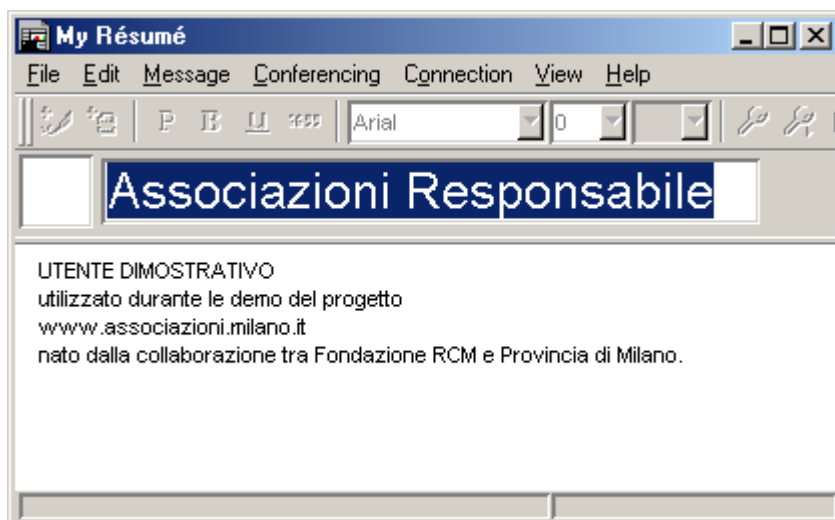 My Résumé
File Edit Message Conferencing Connection View Help
P B U Arial 0
Associazioni Responsabile
UTENTE DIMOSTRATIVO
utilizzato durante le demo del progetto
www.associazioni.milano.it
nato dalla collaborazione tra Fondazione RCM e Provincia di Milano.